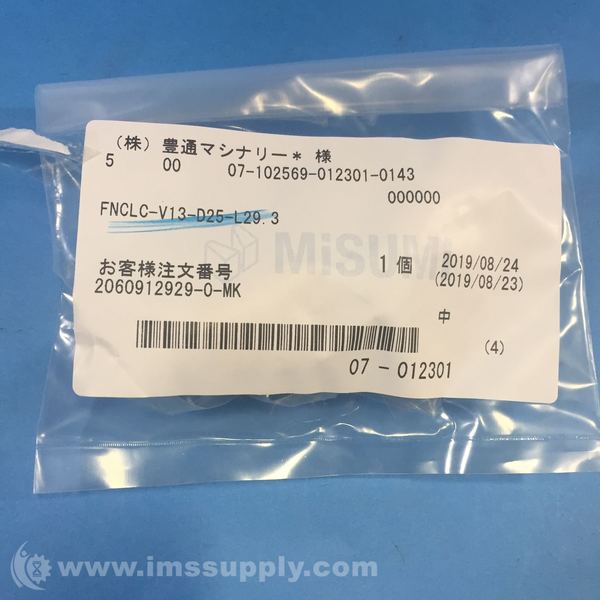 (株) 豊通マシナリー* 様
5 00 07-102569-012301-0143
000000
FNCLC-V13-D25-L29.3
MiSUMi
お客様注文番号 1個 2019/08/24
2060912929-0-MK (2019/08/23)
中
(4)
07-012301
www.imssupply.com